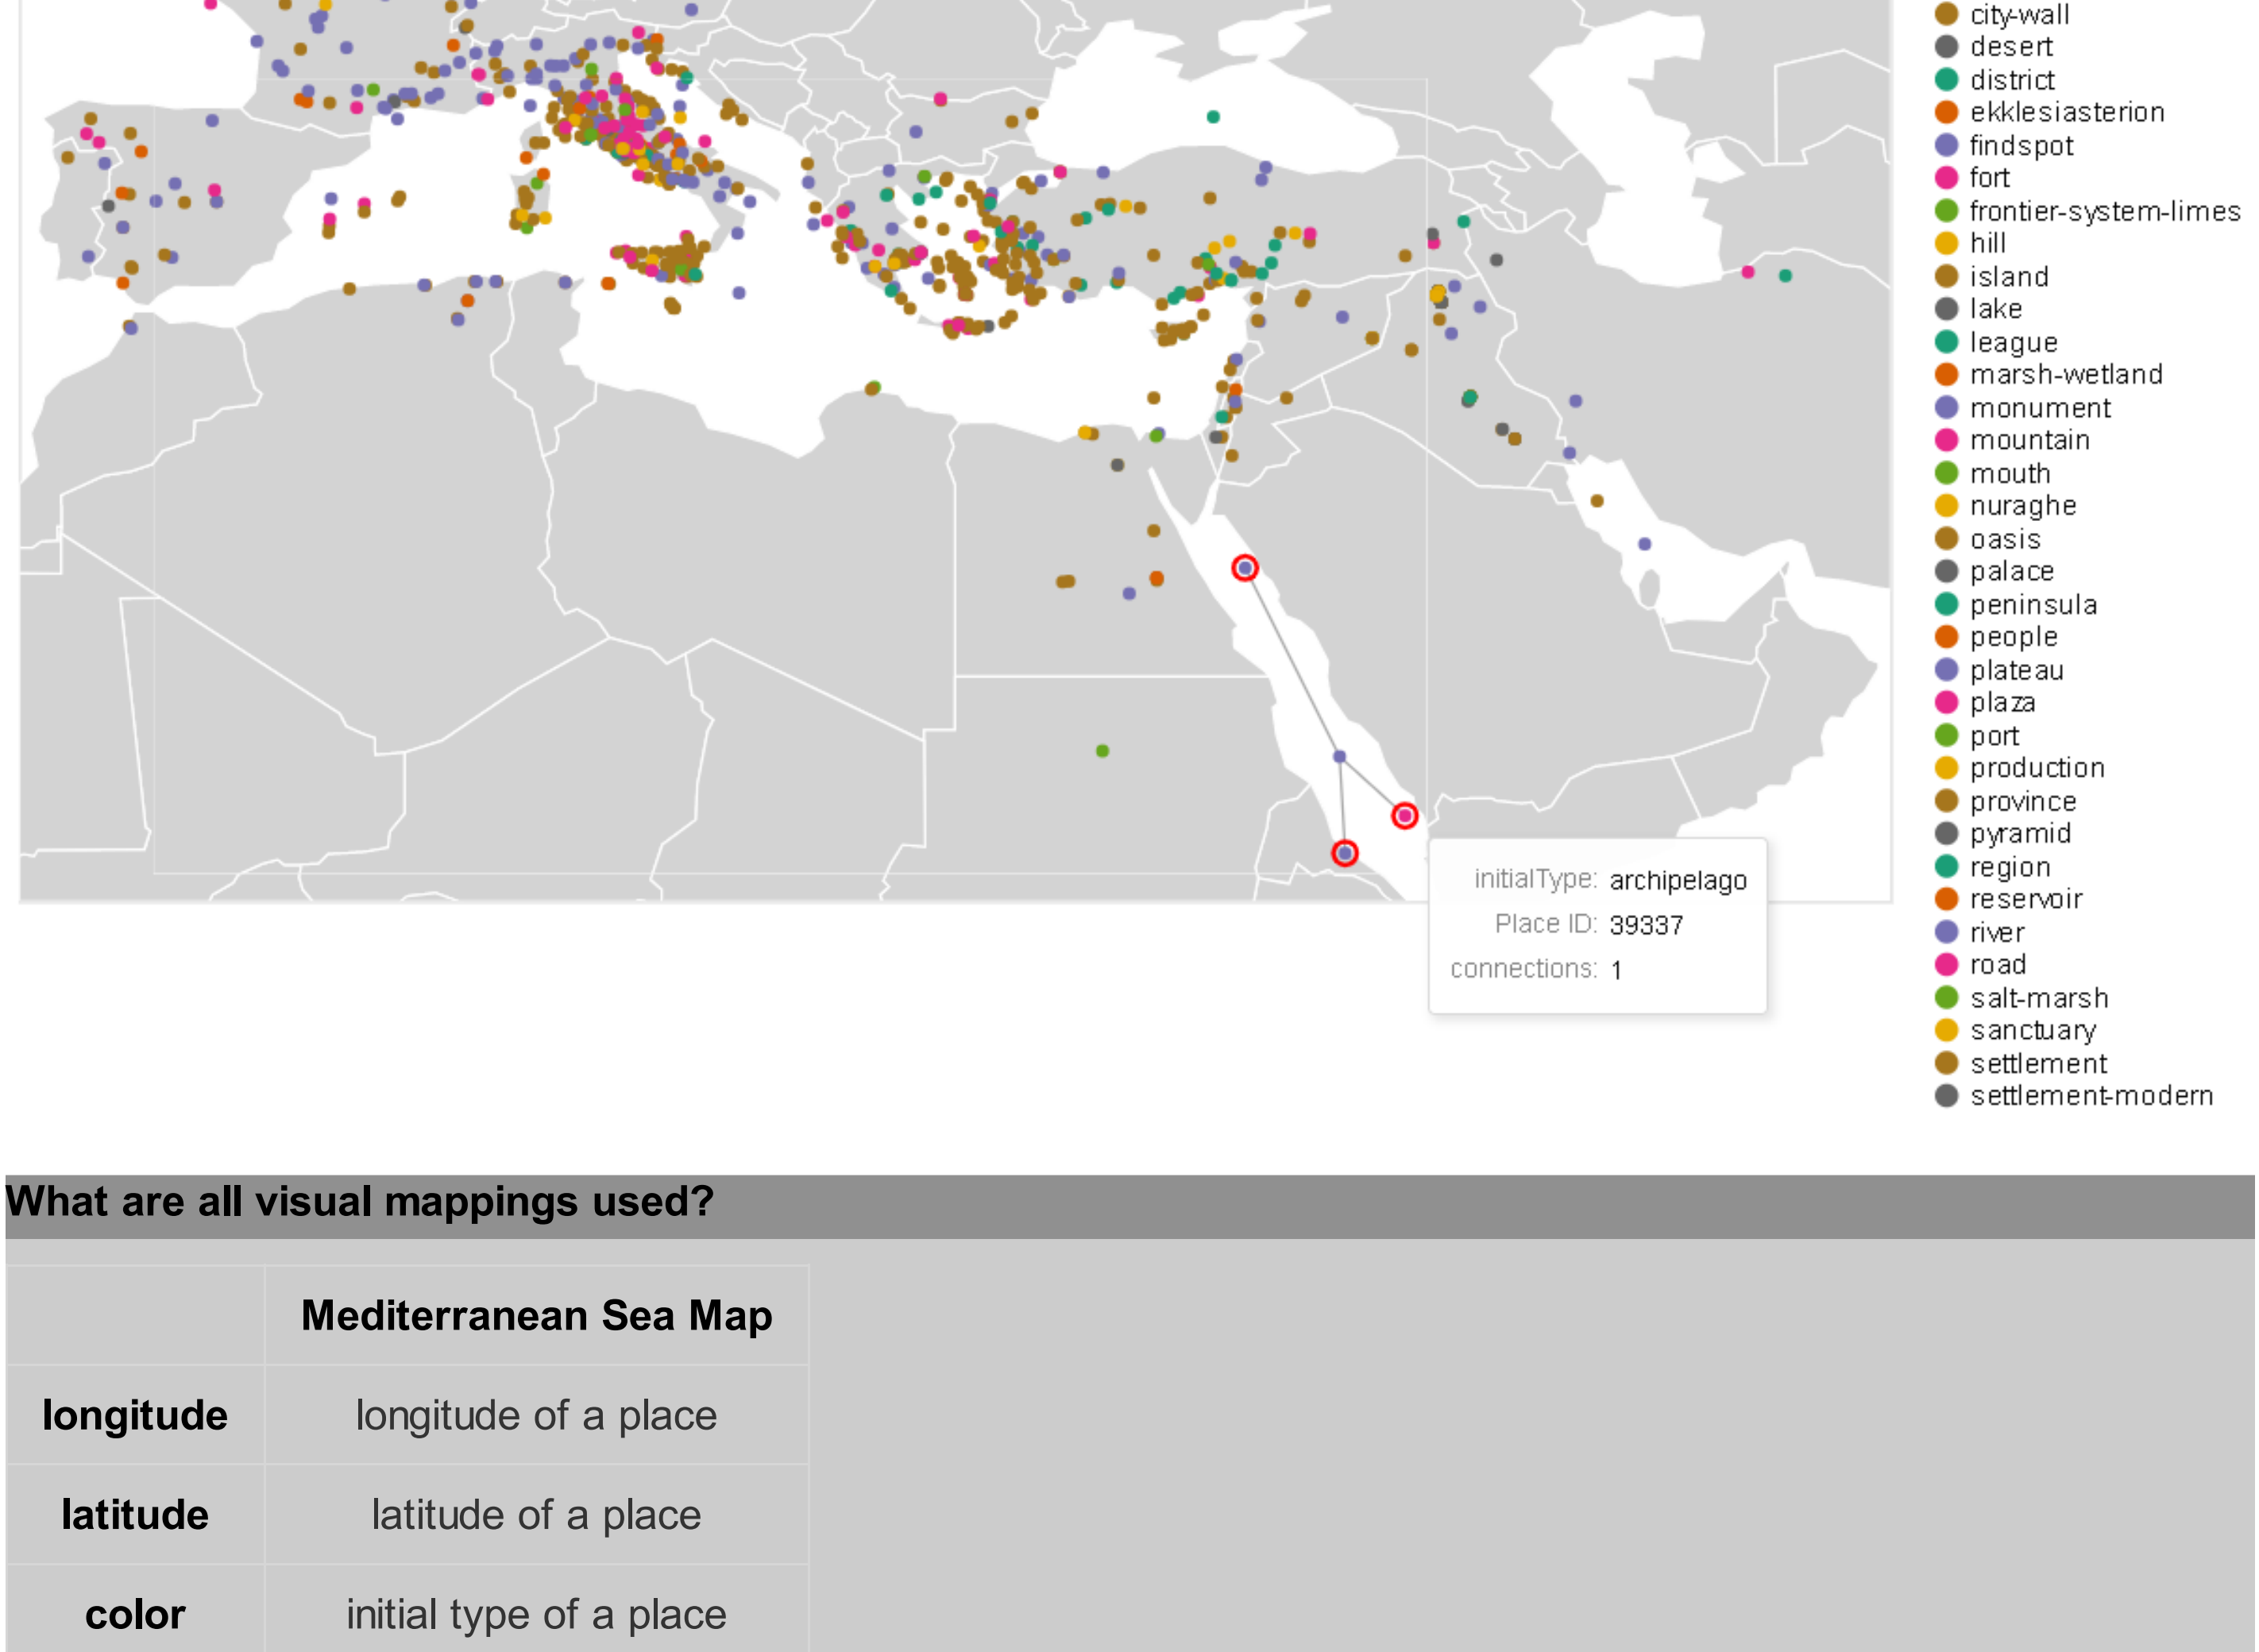 city-wall
desert
district
ekklesiasterion
findspot
fort
frontier-system-limes
hill
island
lake
league
marsh-wetland
monument
mountain
mouth
nuraghe
oasis
palace
peninsula
people
plateau
plaza
port
production
province
pyramid
region
reservoir
river
road
salt-marsh
sanctuary
settlement
settlement-modern
initialType: archipelago
Place ID: 39337
connections: 1
What are all visual mappings used?
Mediterranean Sea Map
longitude longitude of a place
latitude latitude of a place
color initial type of a place